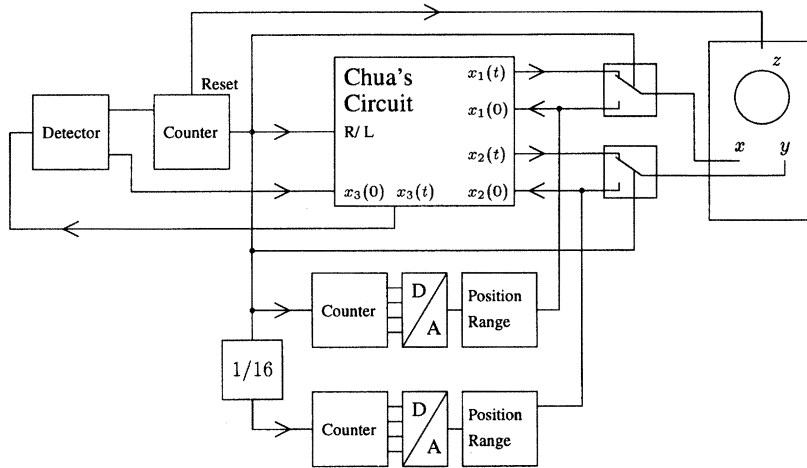 Reset
Detector
Counter
Chua's
Circuit
R/ L
x₃(0) x₃(t)
x₁(t)
x₁(0)
x₂(t)
x₂(0)
z
x y
Counter
D
A
Position
Range
1/16
Counter
D
A
Position
Range